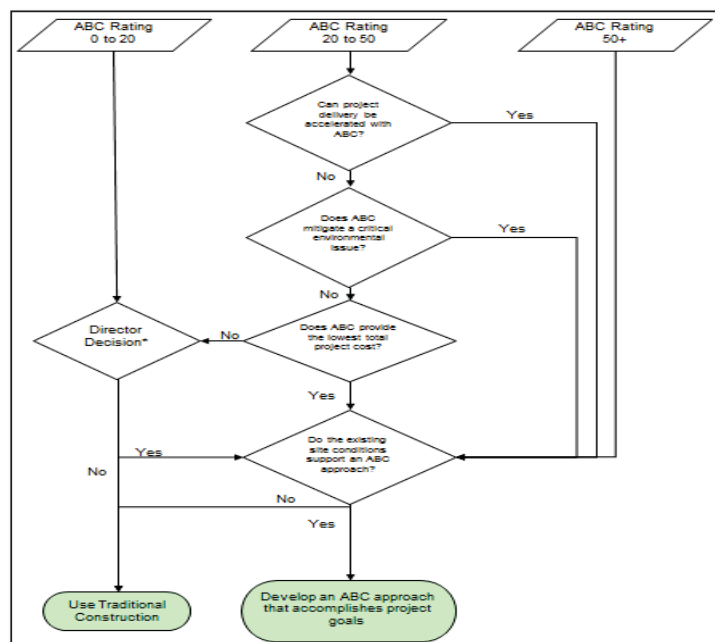 ABC Rating
0 to 20
ABC Rating
20 to 50
ABC Rating
50+
Can project
delivery be
accelerated with
ABC?
Yes
No
Does ABC
mitigate a critical
environmental
issue?
Yes
No
Director
Decision*
No
Does ABC provide
the lowest total
project cost?
Yes
Do the existing
site conditions
support an ABC
approach?
Yes
No
No
Yes
Use Traditional
Construction
Develop an ABC approach
that accomplishes project
goals